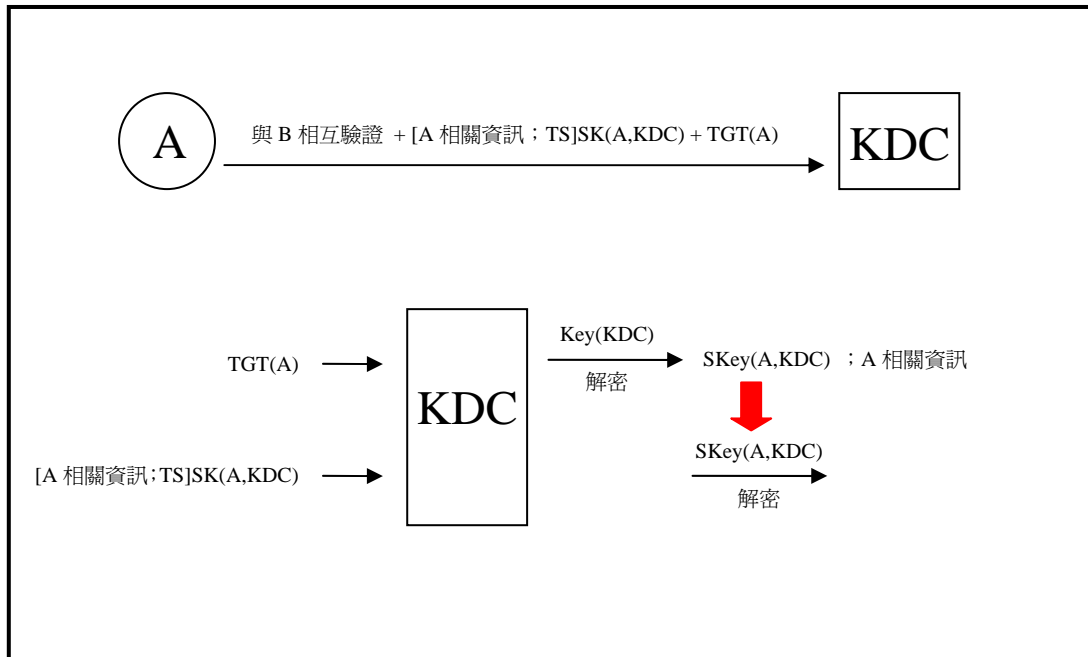 A
與 B 相互驗證 + [A 相關資訊；TS]SK(A,KDC) + TGT(A)
KDC
TGT(A)
[A 相關資訊；TS]SK(A,KDC)
KDC
Key(KDC)
解密
SKey(A,KDC) ；A 相關資訊
SKey(A,KDC)
解密